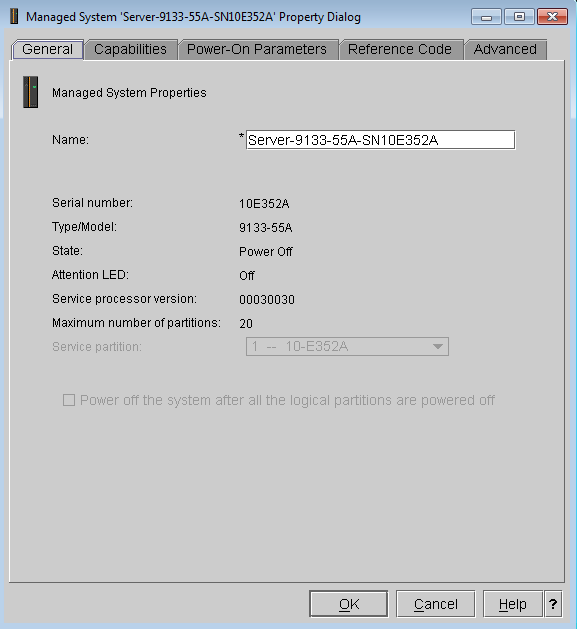 Managed System 'Server-9133-55A-SN10E352A' Property Dialog
General Capabilities Power-On Parameters Reference Code Advanced
Managed System Properties
Name: *Server-9133-55A-SN10E352A
Serial number: 10E352A
Type/Model: 9133-55A
State: Power Off
Attention LED: Off
Service processor version: 00030030
Maximum number of partitions: 20
Service partition: 1 -- 10-E352A
Power off the system after all the logical partitions are powered off
OK Cancel Help ?